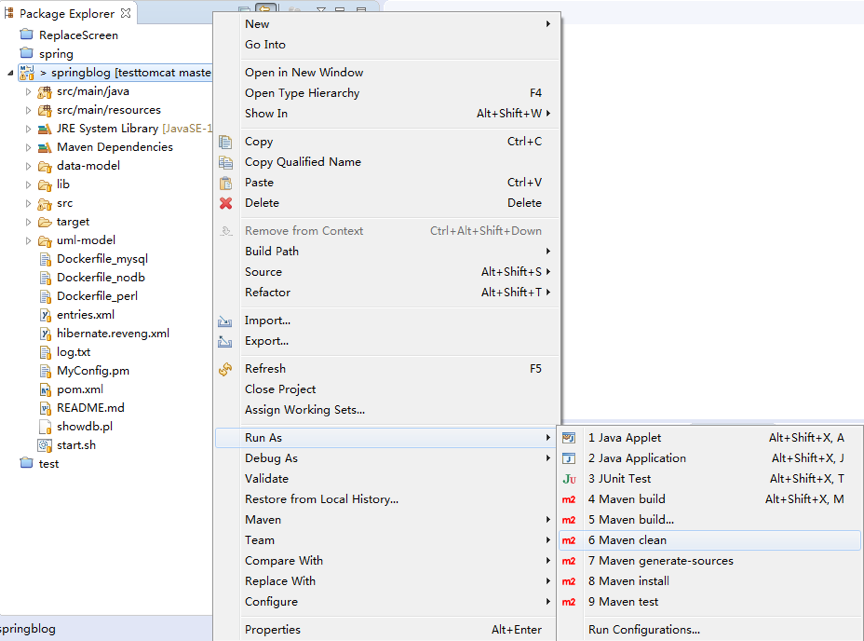 Package Explorer
ReplaceScreen
spring
> springblog [testtomcat maste
src/main/java
src/main/resources
JRE System Library [JavaSE-1
Maven Dependencies
data-model
lib
src
target
uml-model
Dockerfile_mysql
Dockerfile_nodb
Dockerfile_perl
entries.xml
hibernate.reveng.xml
log.txt
MyConfig.pm
pom.xml
README.md
showdb.pl
start.sh
test
springblog
New
Go Into
Open in New Window
Open Type Hierarchy F4
Show In Alt+Shift+W
Copy Ctrl+C
Copy Qualified Name
Paste Ctrl+V
Delete Delete
Remove from Context Ctrl+Alt+Shift+Down
Build Path
Source Alt+Shift+S
Refactor Alt+Shift+T
Import...
Export...
Refresh F5
Close Project
Assign Working Sets...
Run As
Debug As
Validate
Restore from Local History...
Maven
Team
Compare With
Replace With
Configure
Properties Alt+Enter
1 Java Applet Alt+Shift+X, A
2 Java Application Alt+Shift+X, J
Ju 3 JUnit Test Alt+Shift+X, T
m2 4 Maven build Alt+Shift+X, M
m2 5 Maven build...
m2 6 Maven clean
m2 7 Maven generate-sources
m2 8 Maven install
m2 9 Maven test
Run Configurations...